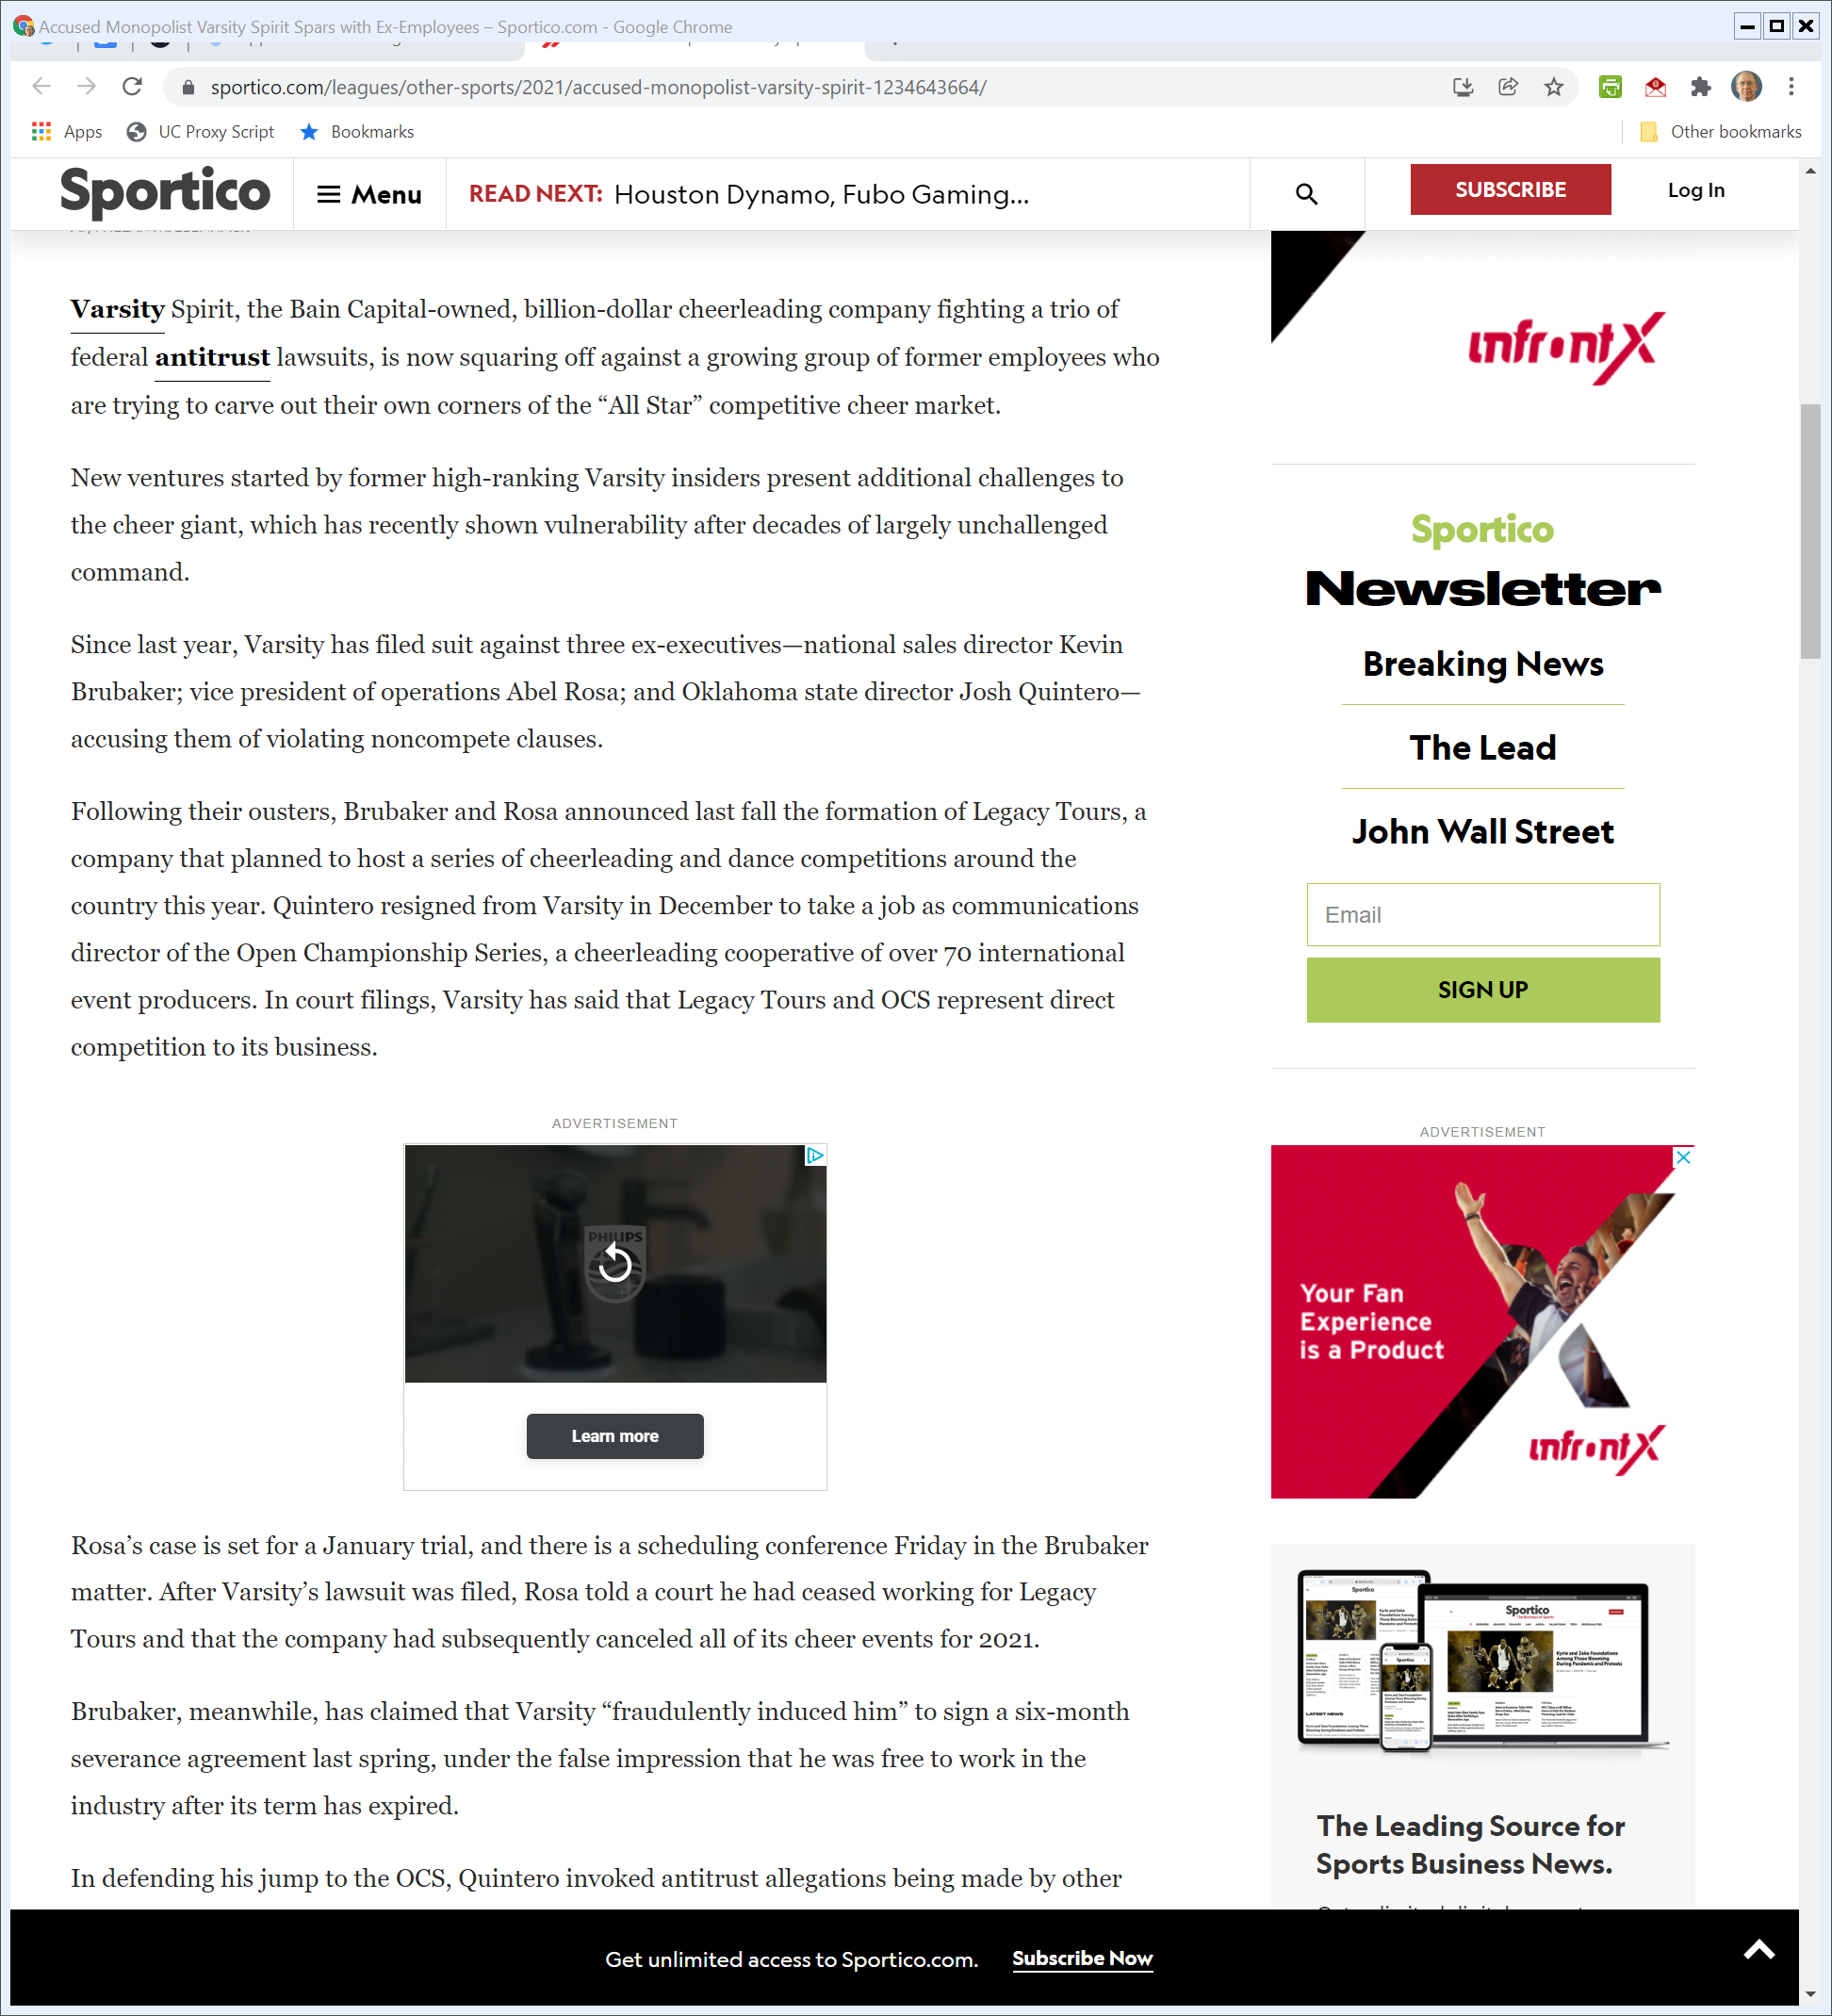 Accused Monopolist Varsity Spirit Spars with Ex-Employees – Sportico.com - Google Chrome
sportico.com/leagues/other-sports/2021/accused-monopolist-varsity-spirit-1234643664/
Apps
UC Proxy Script
Bookmarks
Other bookmarks
Sportico
Menu
READ NEXT: Houston Dynamo, Fubo Gaming...
SUBSCRIBE
Log In
Varsity Spirit, the Bain Capital-owned, billion-dollar cheerleading company fighting a trio of
federal antitrust lawsuits, is now squaring off against a growing group of former employees who
are trying to carve out their own corners of the “All Star” competitive cheer market.
New ventures started by former high-ranking Varsity insiders present additional challenges to
the cheer giant, which has recently shown vulnerability after decades of largely unchallenged
command.
Since last year, Varsity has filed suit against three ex-executives—national sales director Kevin
Brubaker; vice president of operations Abel Rosa; and Oklahoma state director Josh Quintero—
accusing them of violating noncompete clauses.
Following their ousters, Brubaker and Rosa announced last fall the formation of Legacy Tours, a
company that planned to host a series of cheerleading and dance competitions around the
country this year. Quintero resigned from Varsity in December to take a job as communications
director of the Open Championship Series, a cheerleading cooperative of over 70 international
event producers. In court filings, Varsity has said that Legacy Tours and OCS represent direct
competition to its business.
ADVERTISEMENT
PHILIPS
Learn more
Rosa’s case is set for a January trial, and there is a scheduling conference Friday in the Brubaker
matter. After Varsity’s lawsuit was filed, Rosa told a court he had ceased working for Legacy
Tours and that the company had subsequently canceled all of its cheer events for 2021.
Brubaker, meanwhile, has claimed that Varsity “fraudulently induced him” to sign a six-month
severance agreement last spring, under the false impression that he was free to work in the
industry after its term has expired.
In defending his jump to the OCS, Quintero invoked antitrust allegations being made by other
infrontX
Sportico
Newsletter
Breaking News
The Lead
John Wall Street
Email
SIGN UP
ADVERTISEMENT
Your Fan
Experience
is a Product
infrontX
Sportico
Sportico
Kyrie and Zeke Foundations
Among Those Blooming
During Pandemic and Protests
LATEST NEWS
The Leading Source for
Sports Business News.
Get unlimited access to Sportico.com. Subscribe Now